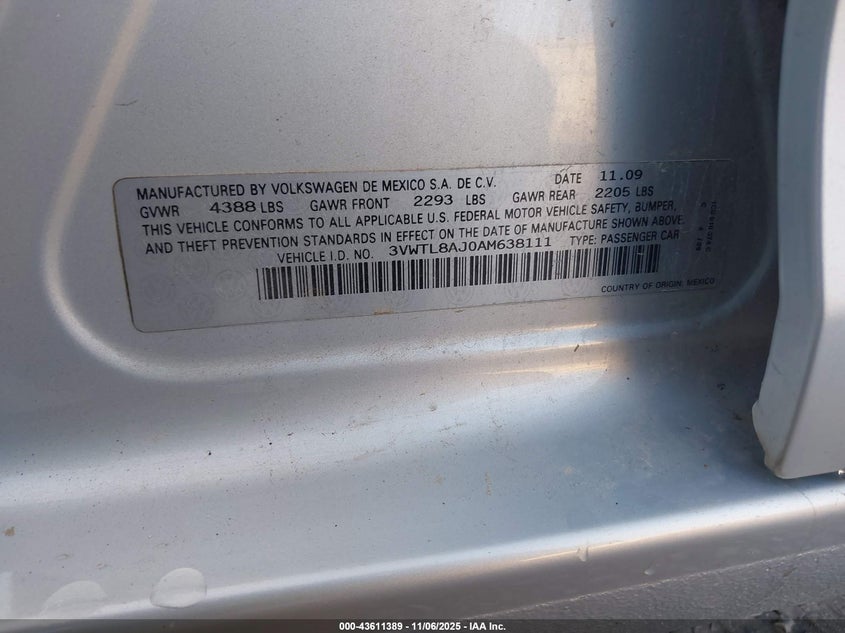 MANUFACTURED BY VOLKSWAGEN DE MEXICO S.A. DE C.V. DATE 11.09
GVWR 4388 LBS GAWR FRONT 2293 LBS GAWR REAR 2205 LBS
THIS VEHICLE CONFORMS TO ALL APPLICABLE U.S. FEDERAL MOTOR VEHICLE SAFETY, BUMPER,
AND THEFT PREVENTION STANDARDS IN EFFECT ON THE DATE OF MANUFACTURE SHOWN ABOVE.
VEHICLE I.D. NO. 3VWTL8AJ0AM638111 TYPE: PASSENGER CAR
COUNTRY OF ORIGIN: MEXICO
000-43611389 - 11/06/2025 - IAA Inc.